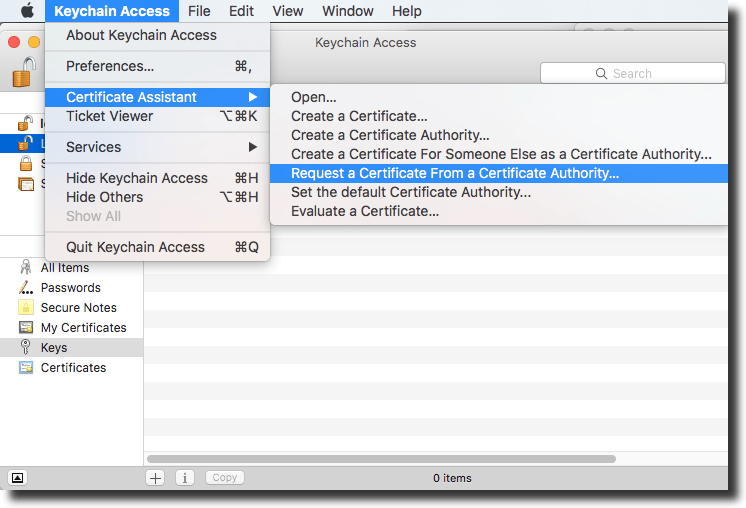 Keychain Access File Edit View Window Help
Keychain Access
Search
About Keychain Access
Preferences... ⌘,
Certificate Assistant ▶
Ticket Viewer ⌥⌘K
Services ▶
Hide Keychain Access ⌘H
Hide Others ⌥⌘H
Show All
Quit Keychain Access ⌘Q
Open...
Create a Certificate...
Create a Certificate Authority...
Create a Certificate For Someone Else as a Certificate Authority...
Request a Certificate From a Certificate Authority...
Set the default Certificate Authority...
Evaluate a Certificate...
All Items
Passwords
Secure Notes
My Certificates
Keys
Certificates
Copy
0 items